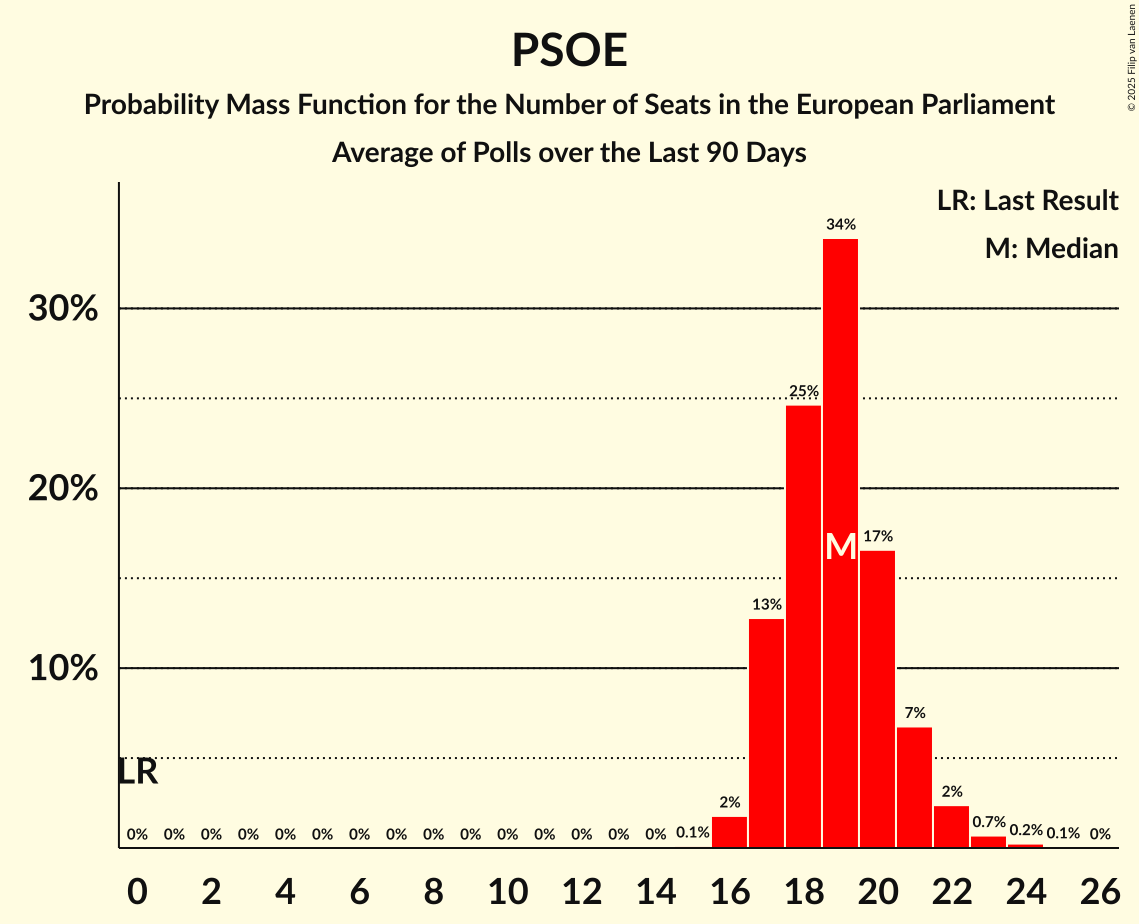 PSOE
Probability Mass Function for the Number of Seats in the European Parliament
Average of Polls over the Last 90 Days
© 2025 Filip van Laenen
LR: Last Result
M: Median
34%
30%
25%
20%
M
17%
13%
10%
7%
LR
2%
2%
0% 0% 0% 0% 0% 0% 0% 0% 0% 0% 0% 0% 0% 0% 0% 0.1% 0.7% 0.2% 0.1% 0%
0 2 4 6 8 10 12 14 16 18 20 22 24 26